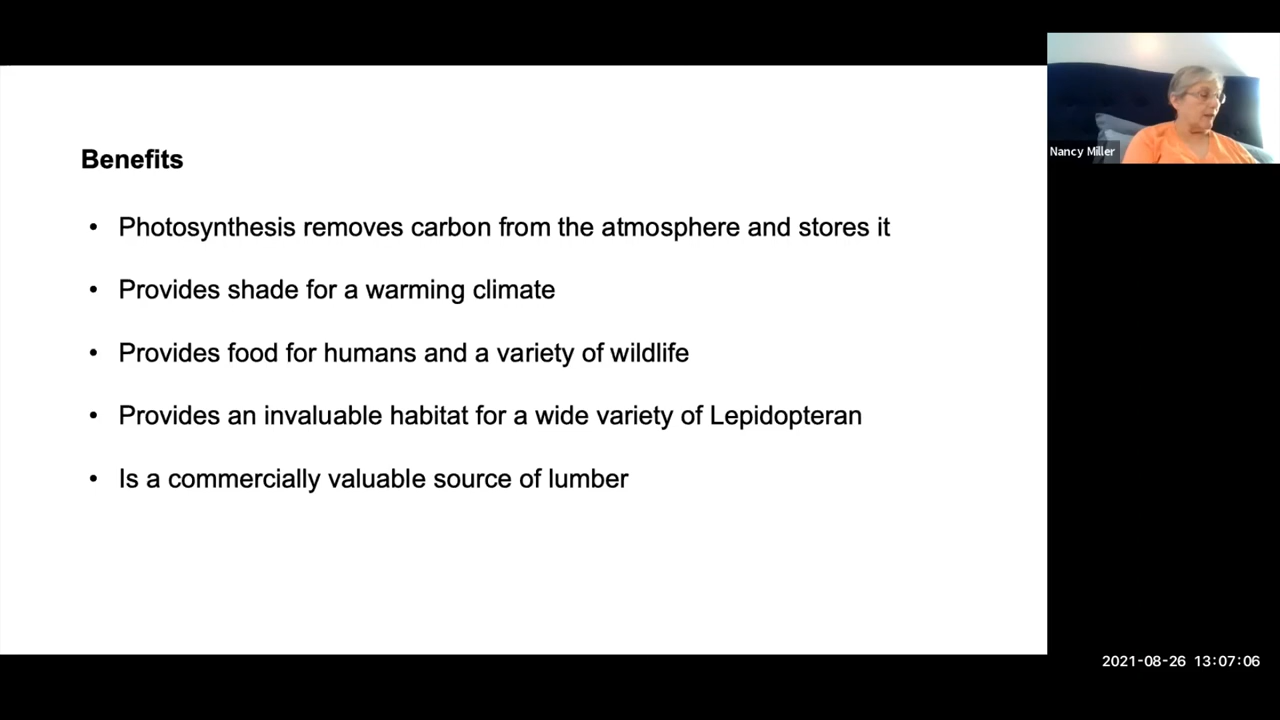 Benefits
• Photosynthesis removes carbon from the atmosphere and stores it
• Provides shade for a warming climate
• Provides food for humans and a variety of wildlife
• Provides an invaluable habitat for a wide variety of Lepidopteran
• Is a commercially valuable source of lumber
Nancy Miller
2021-08-26 13:07:06